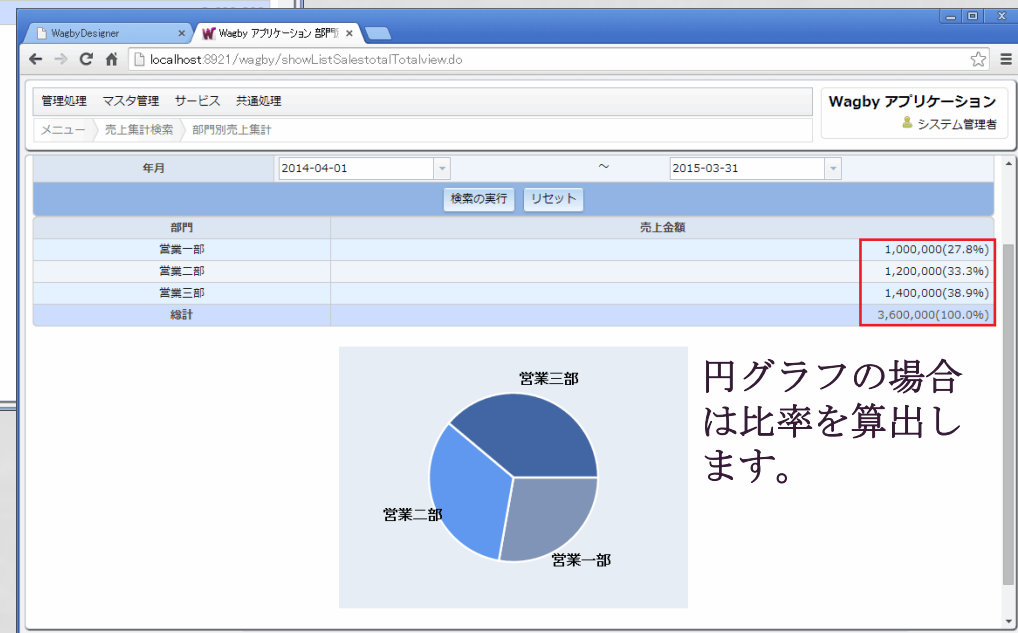 WagbyDesigner
Wagby アプリケーション 部門
localhost:8921/wagby/showListSalestotalTotalview.do
管理処理 マスタ管理 サービス 共通処理
Wagby アプリケーション
システム管理者
メニュー 売上集計検索 部門別売上集計
年月 2014-04-01 ～ 2015-03-31
検索の実行 リセット
部門 売上金額
営業一部 1,000,000(27.8%)
営業二部 1,200,000(33.3%)
営業三部 1,400,000(38.9%)
総計 3,600,000(100.0%)
営業三部
営業二部
営業一部
円グラフの場合
は比率を算出し
ます。